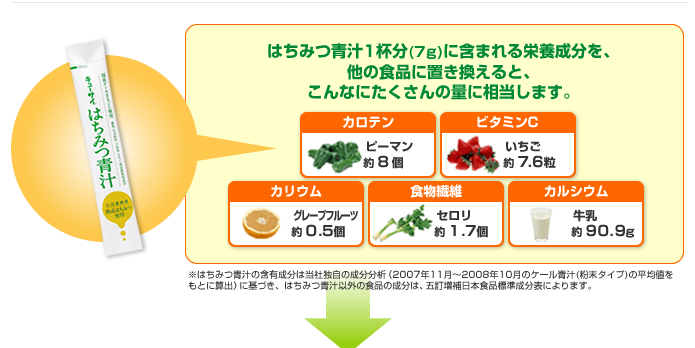 はちみつ青汁1杯分(7g)に含まれる栄養成分を、
他の食品に置き換えると、
こんなにたくさんの量に相当します。
キューサイ
はちみつ青汁
カロテン
ピーマン
約8個
ビタミンC
いちご
約7.6粒
カリウム
グレープフルーツ
約0.5個
食物繊維
セロリ
約1.7個
カルシウム
牛乳
約90.9g
※はちみつ青汁の含有成分は当社独自の成分分析（2007年11月～2008年10月のケール青汁(粉末タイプ)の平均値を
もとに算出）に基づき、はちみつ青汁以外の食品の成分は、五訂増補日本食品標準成分表によります。